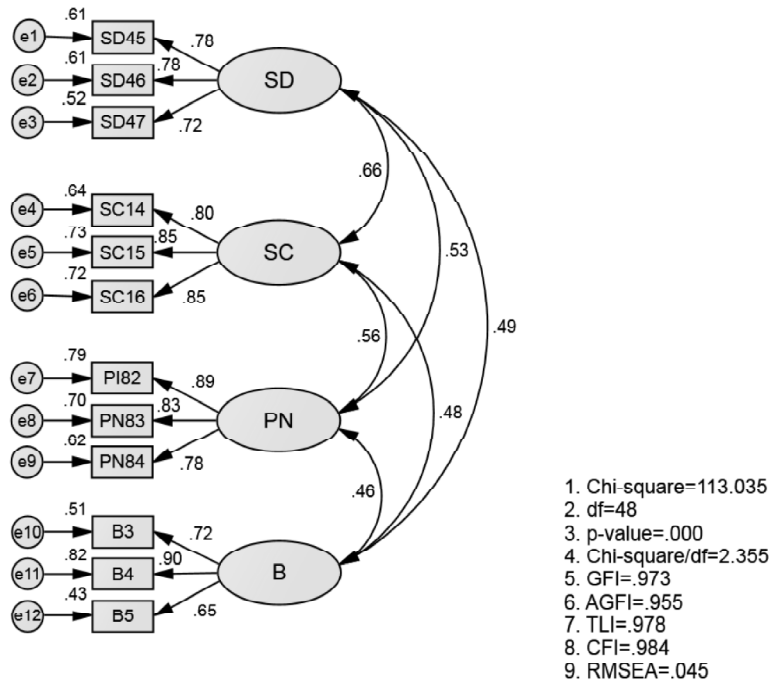 .61
e1 SD45 .78
.61
e2 SD46 .78 SD
.52
e3 SD47 .72
.66
.64
e4 SC14 .80
.73
e5 SC15 .85 SC
.72
e6 SC16 .85
.53
.49
.56
.79
e7 PI82 .89
.70
e8 PN83 .83 PN
.48
.62
e9 PN84 .78
.46
.51
e10 B3 .72
.82
e11 B4 .90 B
.43
e12 B5 .65
1. Chi-square=113.035
2. df=48
3. p-value=.000
4. Chi-square/df=2.355
5. GFI=.973
6. AGFI=.955
7. TLI=.978
8. CFI=.984
9. RMSEA=.045